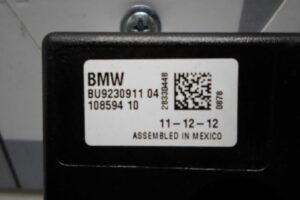 BMW
BU9230911 04
108594 10
28330448
0878
11-12-12
ASSEMBLED IN MEXICO